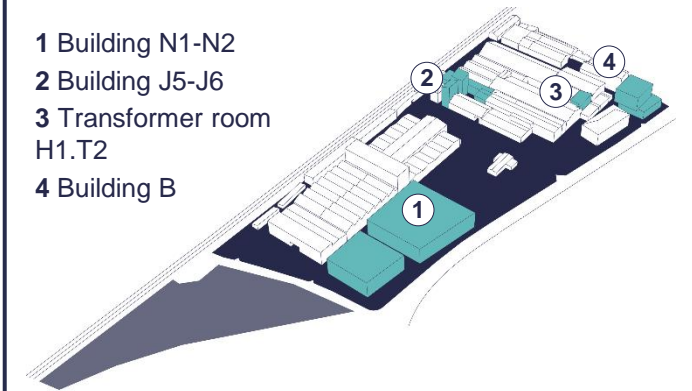 1 Building N1-N2
2 Building J5-J6
3 Transformer room
H1.T2
4 Building B
4
2
3
1